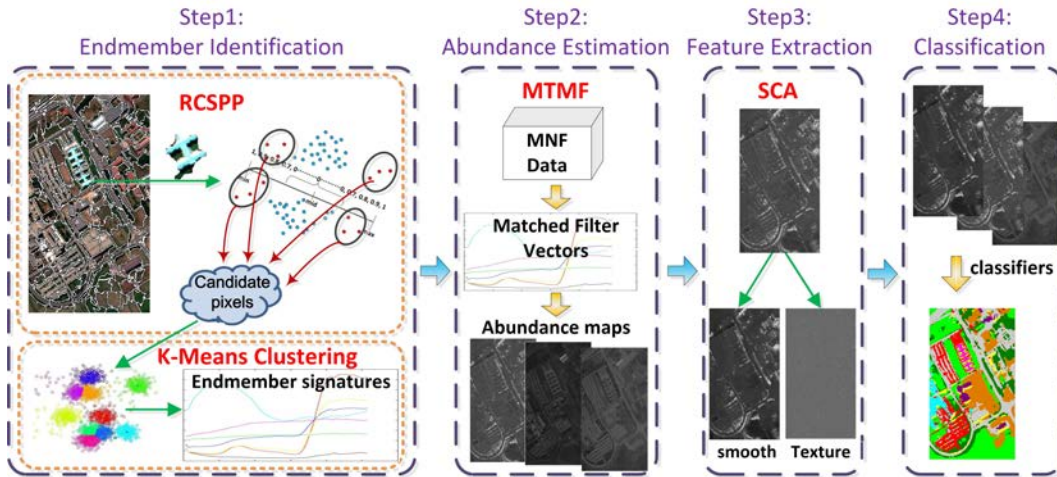 Step1:
Endmember Identification
Step2:
Abundance Estimation
Step3:
Feature Extraction
Step4:
Classification
RCSPP
mid
Candidate
pixels
K-Means Clustering
Endmember signatures
MTMF
MNF
Data
Matched Filter
Vectors
Abundance maps
SCA
smooth
Texture
classifiers